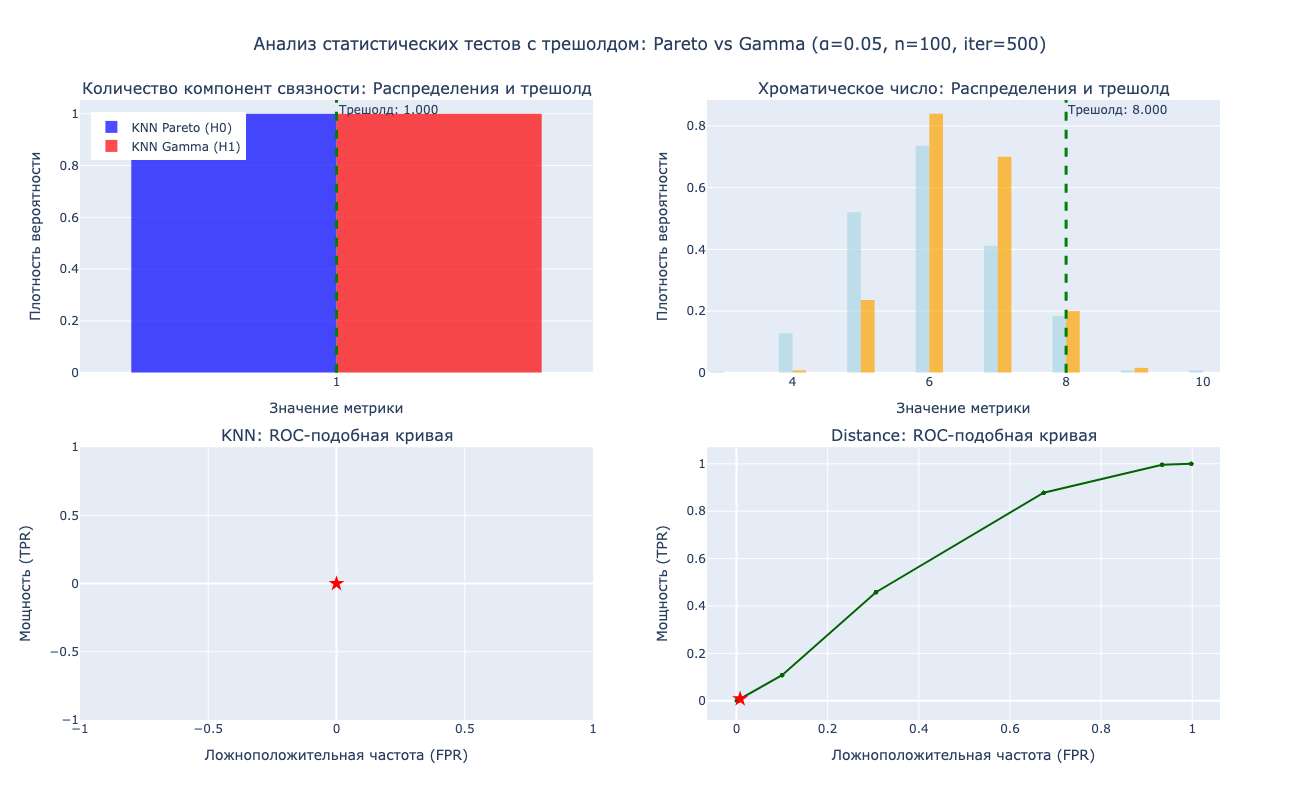 Анализ статистических тестов с трешолдом: Pareto vs Gamma (α=0.05, n=100, iter=500)
Количество компонент связности: Распределения и трешолд
Трешолд: 1.000
KNN Pareto (H0)
KNN Gamma (H1)
Плотность вероятности
1
0.8
0.6
0.4
0.2
0
1
Значение метрики
Хроматическое число: Распределения и трешолд
Трешолд: 8.000
Плотность вероятности
0.8
0.6
0.4
0.2
0
4
6
8
10
Значение метрики
KNN: ROC-подобная кривая
Мощность (TPR)
1
0.5
0
−0.5
−1
−1
−0.5
0
0.5
1
Ложноположительная частота (FPR)
Distance: ROC-подобная кривая
Мощность (TPR)
1
0.8
0.6
0.4
0.2
0
0
0.2
0.4
0.6
0.8
1
Ложноположительная частота (FPR)